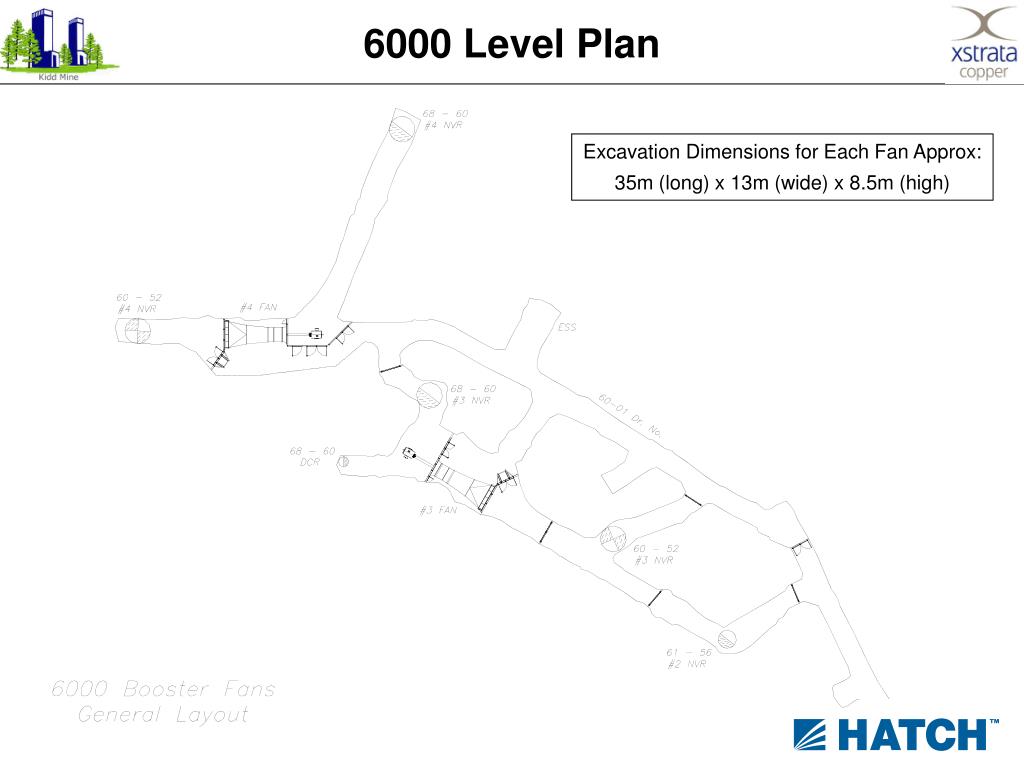 6000 Level Plan
Kidd Mine
xstrata
copper
68 - 60
#4 NVR
Excavation Dimensions for Each Fan Approx:
35m (long) x 13m (wide) x 8.5m (high)
60 - 52
#4 NVR
#4 FAN
ESS
68 - 60
#3 NVR
60-01 Dr. No.
68 - 60
DCR
#3 FAN
60 - 52
#3 NVR
61 - 56
#2 NVR
6000 Booster Fans
General Layout
HATCH™